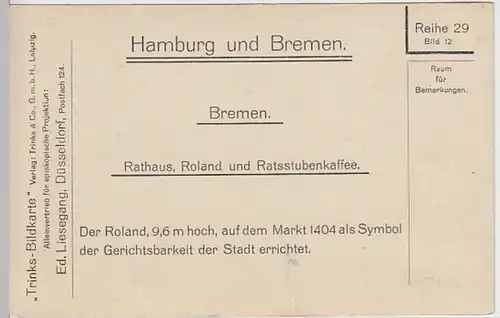 „Trinks-Bildkarte“ Verlag: Trinks & Co., G. m. b. H., Leipzig.
Alleinvertrieb für episkopische Projektion:
Ed. Liesegang, Düsseldorf, Postfach 124.
Hamburg und Bremen.
Bremen.
Rathaus, Roland und Ratsstubenkaffee.
Der Roland, 9,6 m hoch, auf dem Markt 1404 als Symbol
der Gerichtsbarkeit der Stadt errichtet.
Reihe 29
Bild 12
Raum
für
Bemerkungen.